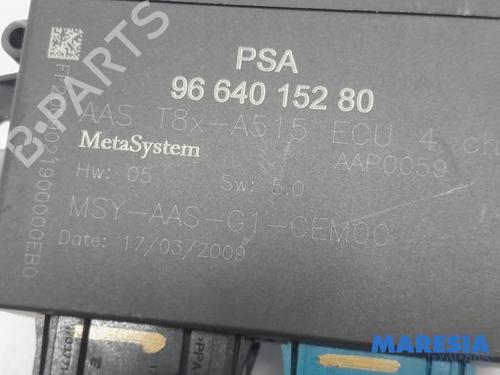 PSA
96 640 152 80
AAS T8x-A515 ECU 4 ch
MetaSystem
AAP0059
Hw: 05 Sw: 5.0
MSY-AAS-G1-CEM00
Date: 17/03/2009
B-PARTS
MARESIA